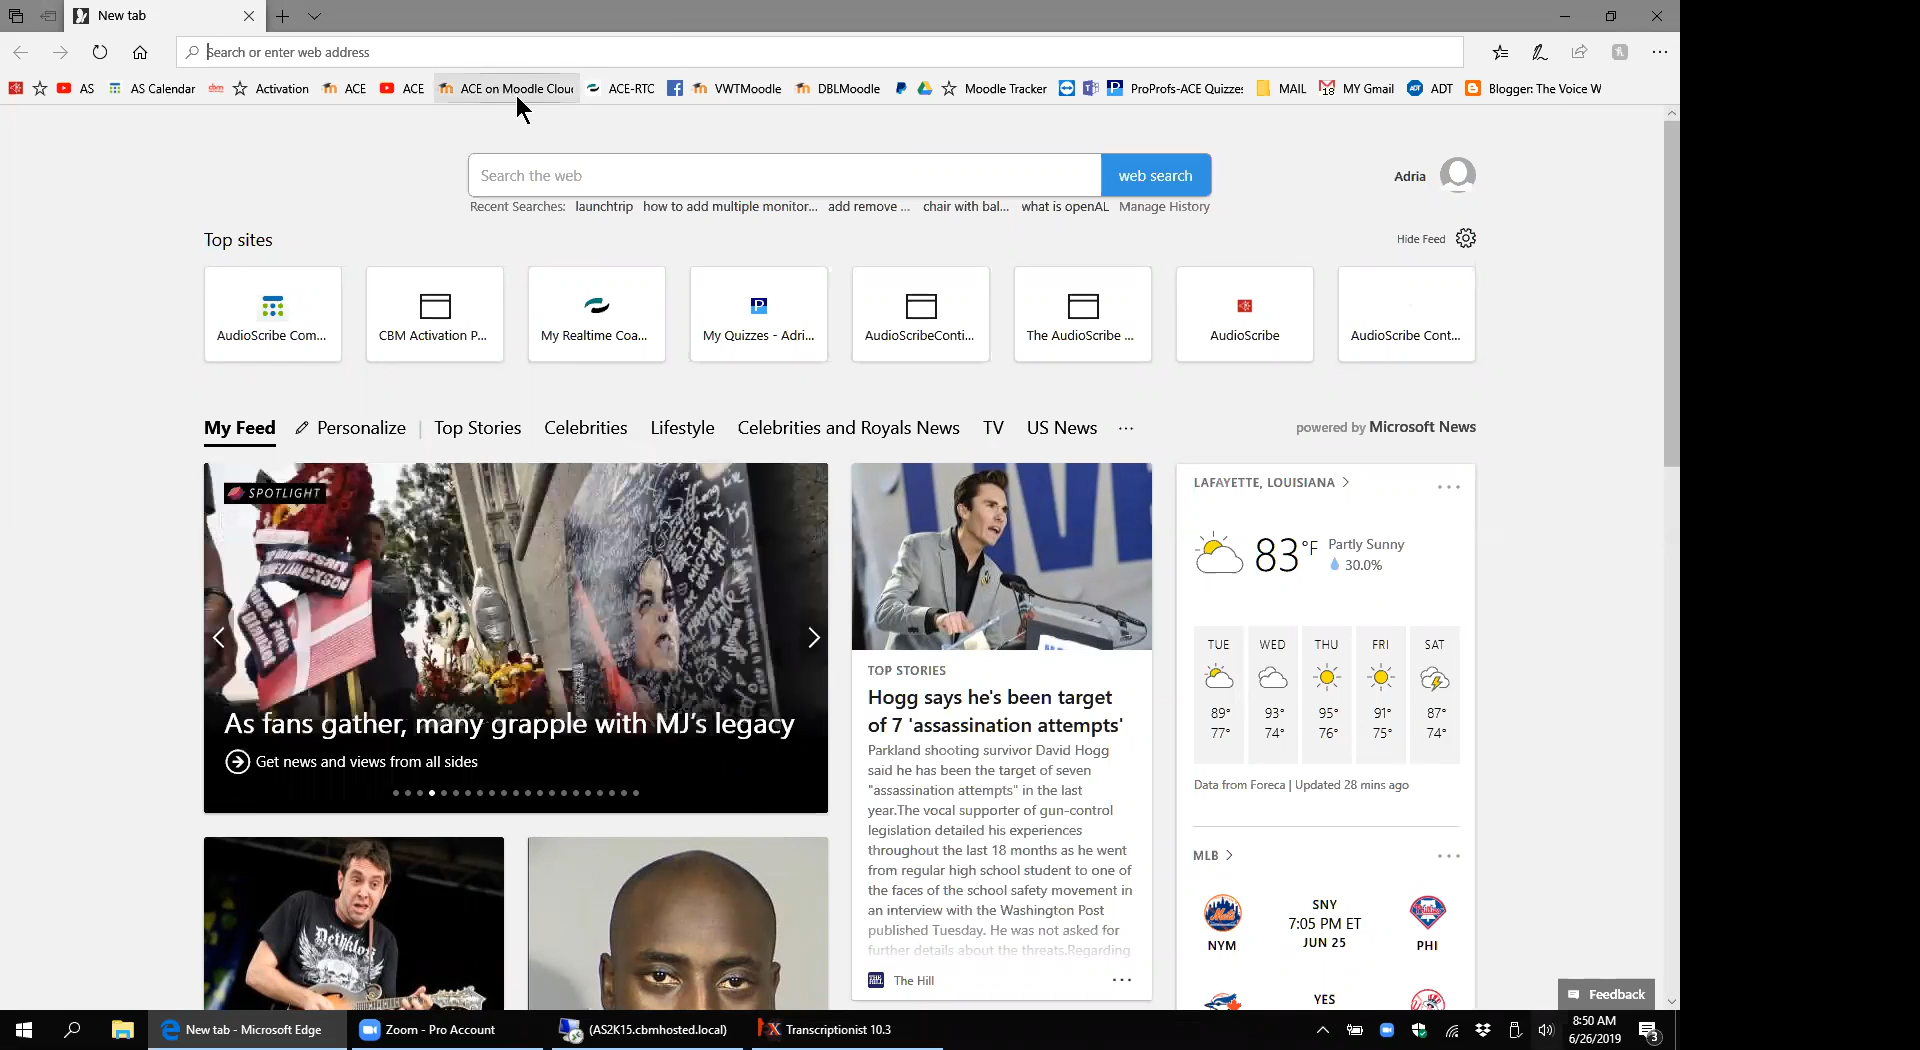 New tab
Search or enter web address
AS
AS Calendar
Activation
ACE
ACE
ACE on Moodle Clou
ACE-RTC
VWTMoodle
DBLMoodle
Moodle Tracker
ProProfs-ACE Quizzes
MAIL
MY Gmail
ADT
Blogger: The Voice W
Search the web
web search
Adria
Recent Searches: launchtrip how to add multiple monitor... add remove ... chair with bal... what is openAL Manage History
Top sites
Hide Feed
AudioScribe Com...
CBM Activation P...
My Realtime Coa...
My Quizzes - Adri...
AudioScribeConti...
The AudioScribe ...
AudioScribe
AudioScribe Cont...
My Feed
Personalize
Top Stories
Celebrities
Lifestyle
Celebrities and Royals News
TV
US News
powered by Microsoft News
SPOTLIGHT
As fans gather, many grapple with MJ's legacy
Get news and views from all sides
TOP STORIES
Hogg says he's been target
of 7 'assassination attempts'
Parkland shooting survivor David Hogg
said he has been the target of seven
"assassination attempts" in the last
year.The vocal supporter of gun-control
legislation detailed his experiences
throughout the last 18 months as he went
from regular high school student to one of
the faces of the school safety movement in
an interview with the Washington Post
published Tuesday. He was not asked for
further details about the threats.Regarding
The Hill
LAFAYETTE, LOUISIANA
83°F
Partly Sunny
30.0%
TUE WED THU FRI SAT
89° 93° 95° 91° 87°
77° 74° 76° 75° 74°
Data from Foreca | Updated 28 mins ago
MLB
SNY
7:05 PM ET
JUN 25
NYM
PHI
YES
Feedback
New tab - Microsoft Edge
Zoom - Pro Account
(AS2K15.cbmhosted.local)
Transcriptionist 10.3
8:50 AM
6/26/2019
3